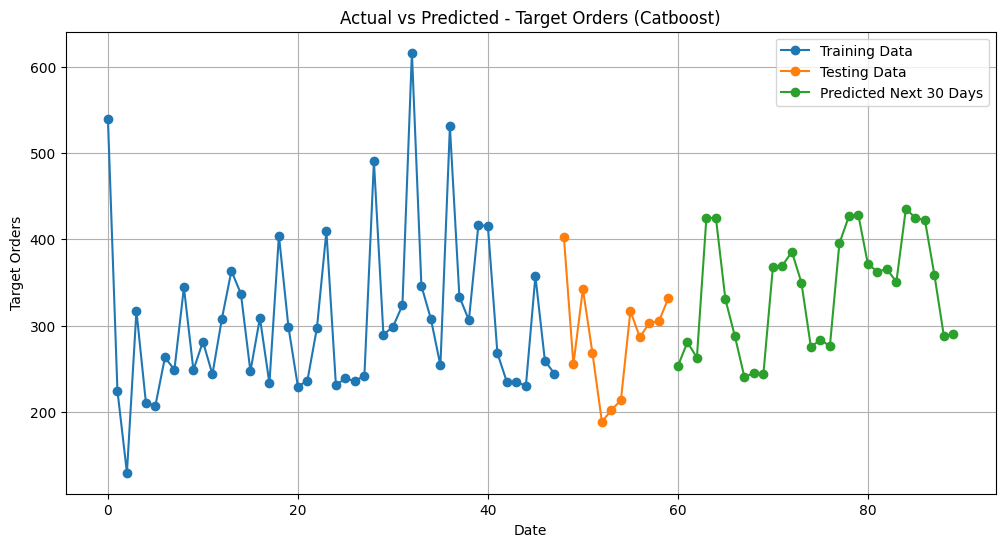 Actual vs Predicted - Target Orders (Catboost)
Training Data
Testing Data
Predicted Next 30 Days
Target Orders
600
500
400
300
200
0
20
40
60
80
Date